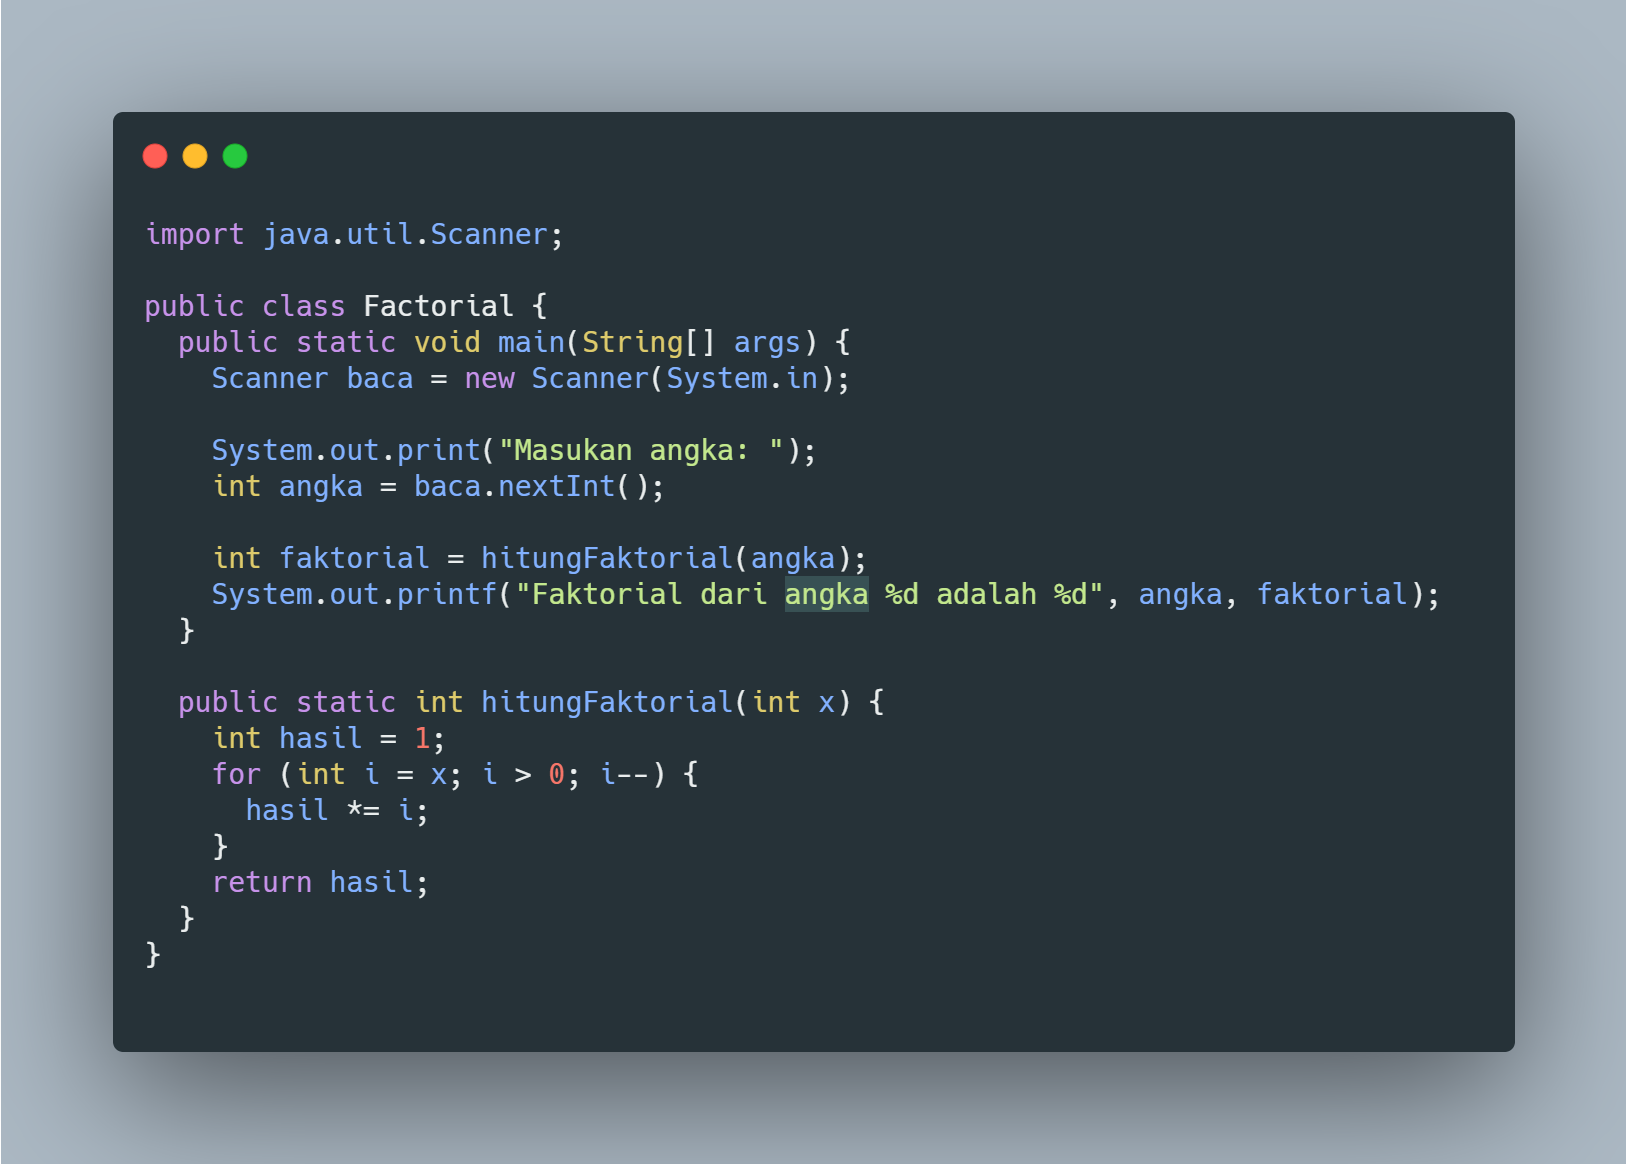 import java.util.Scanner;

public class Factorial {
  public static void main(String[] args) {
    Scanner baca = new Scanner(System.in);

    System.out.print("Masukan angka: ");
    int angka = baca.nextInt();

    int faktorial = hitungFaktorial(angka);
    System.out.printf("Faktorial dari angka %d adalah %d", angka, faktorial);
  }

  public static int hitungFaktorial(int x) {
    int hasil = 1;
    for (int i = x; i > 0; i--) {
      hasil *= i;
    }
    return hasil;
  }
}